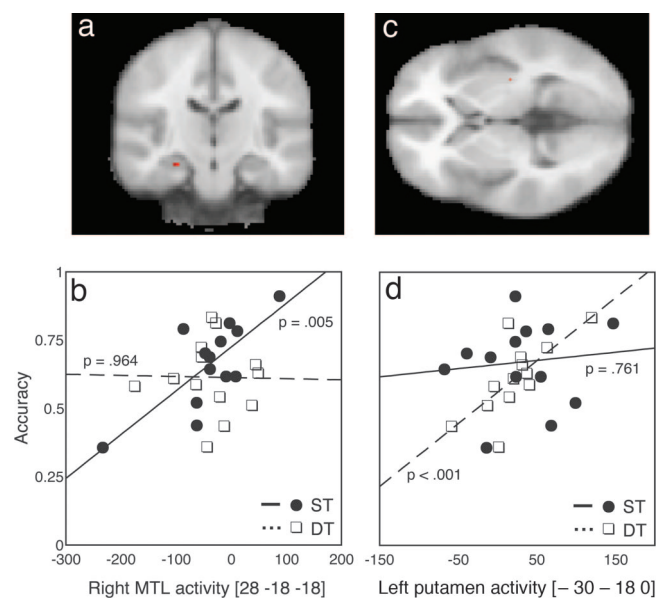 a
c
b
d
1
0.75
0.5
0.25
0
Accuracy
p = .005
p = .964
ST
DT
-300 -200 -100 0 100 200
Right MTL activity [28 -18 -18]
p = .761
p < .001
ST
DT
-150 -50 50 150
Left putamen activity [– 30 – 18 0]